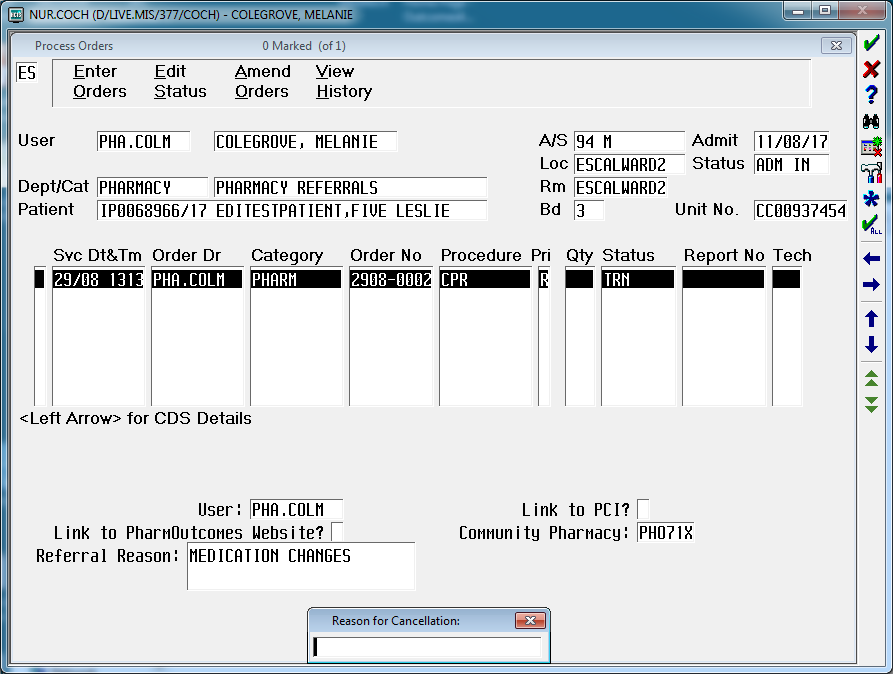 NUR.COCH (D/LIVE.MIS/377/COCH) - COLEGROVE, MELANIE
Process Orders 0 Marked (of 1)
ES Enter Orders Edit Status Amend Orders View History
User PHA.COLM COLEGROVE, MELANIE A/S 94 M Admit 11/08/17
Loc ESCALWARD2 Status ADM IN
Dept/Cat PHARMACY PHARMACY REFERRALS Rm ESCALWARD2
Patient IP0068966/17 EDITESTPATIENT,FIVE LESLIE Bd 3 Unit No. CC00937454
Svc Dt&Tm Order Dr Category Order No Procedure Pri Qty Status Report No Tech
29/08 1313 PHA.COLM PHARM 2908-0002 CPR R TRN
<Left Arrow> for CDS Details
User: PHA.COLM Link to PCI?
Link to PharmOutcomes Website? Community Pharmacy: PHO71X
Referral Reason: MEDICATION CHANGES
Reason for Cancellation:
ALL